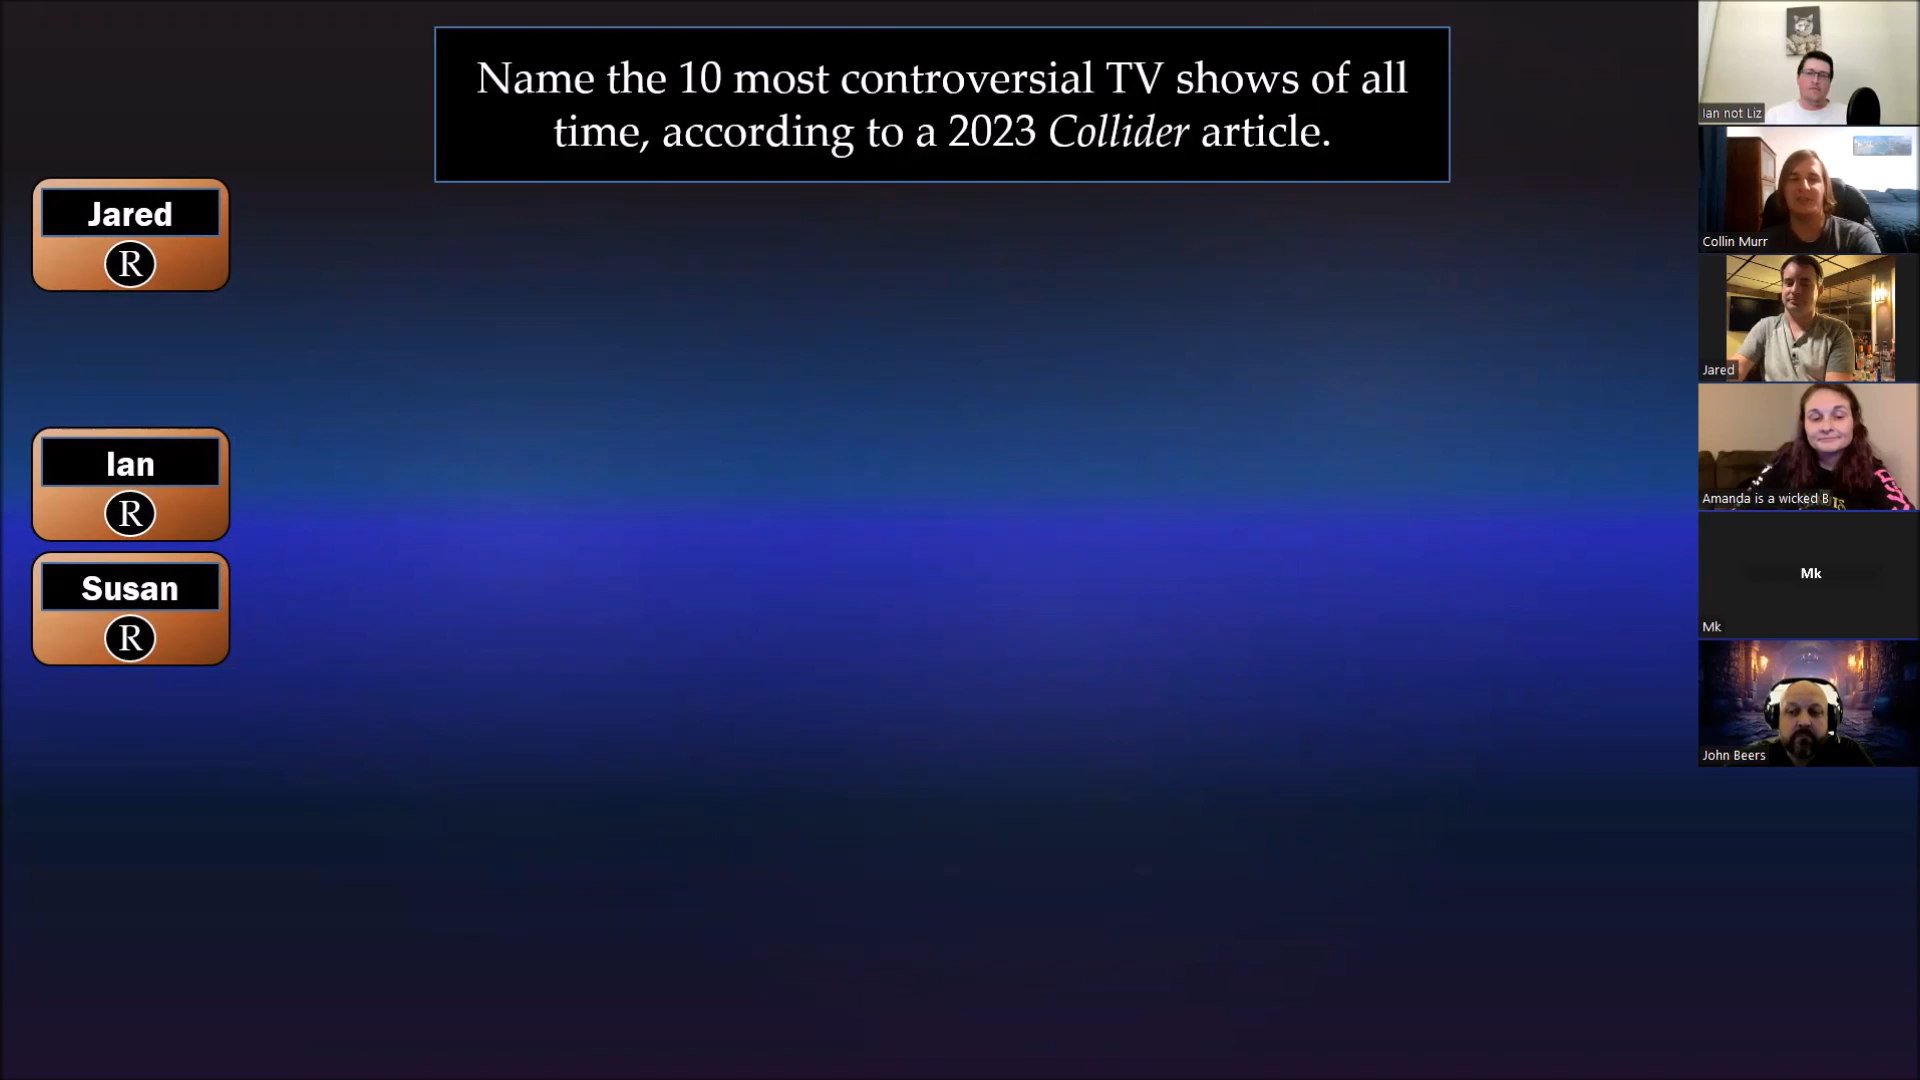 Name the 10 most controversial TV shows of all
time, according to a 2023 Collider article.
Jared
R
Ian
R
Susan
R
Ian not Liz
Collin Murr
Jared
Amanda is a wicked B
Mk
Mk
John Beers